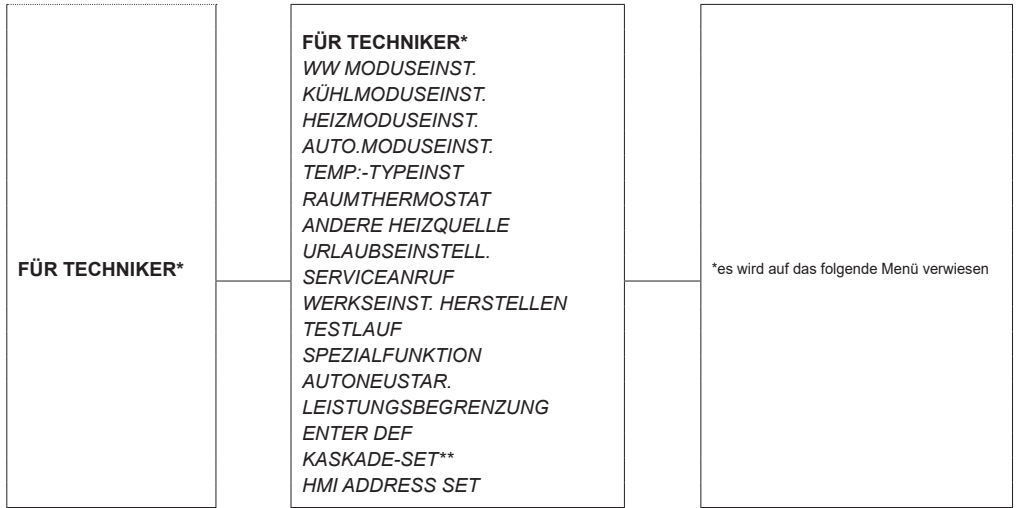 FÜR TECHNIKER*
FÜR TECHNIKER*
WW MODUSEINST.
KÜHLMODUSEINST.
HEIZMODUSEINST.
AUTO.MODUSEINST.
TEMP:-TYPEINST
RAUMTHERMOSTAT
ANDERE HEIZQUELLE
URLAUBSEINSTELL.
SERVICEANRUF
WERKSEINST. HERSTELLEN
TESTLAUF
SPEZIALFUNKTION
AUTONEUSTAR.
LEISTUNGSBEGRENZUNG
ENTER DEF
KASKADE-SET**
HMI ADDRESS SET
*es wird auf das folgende Menü verwiesen